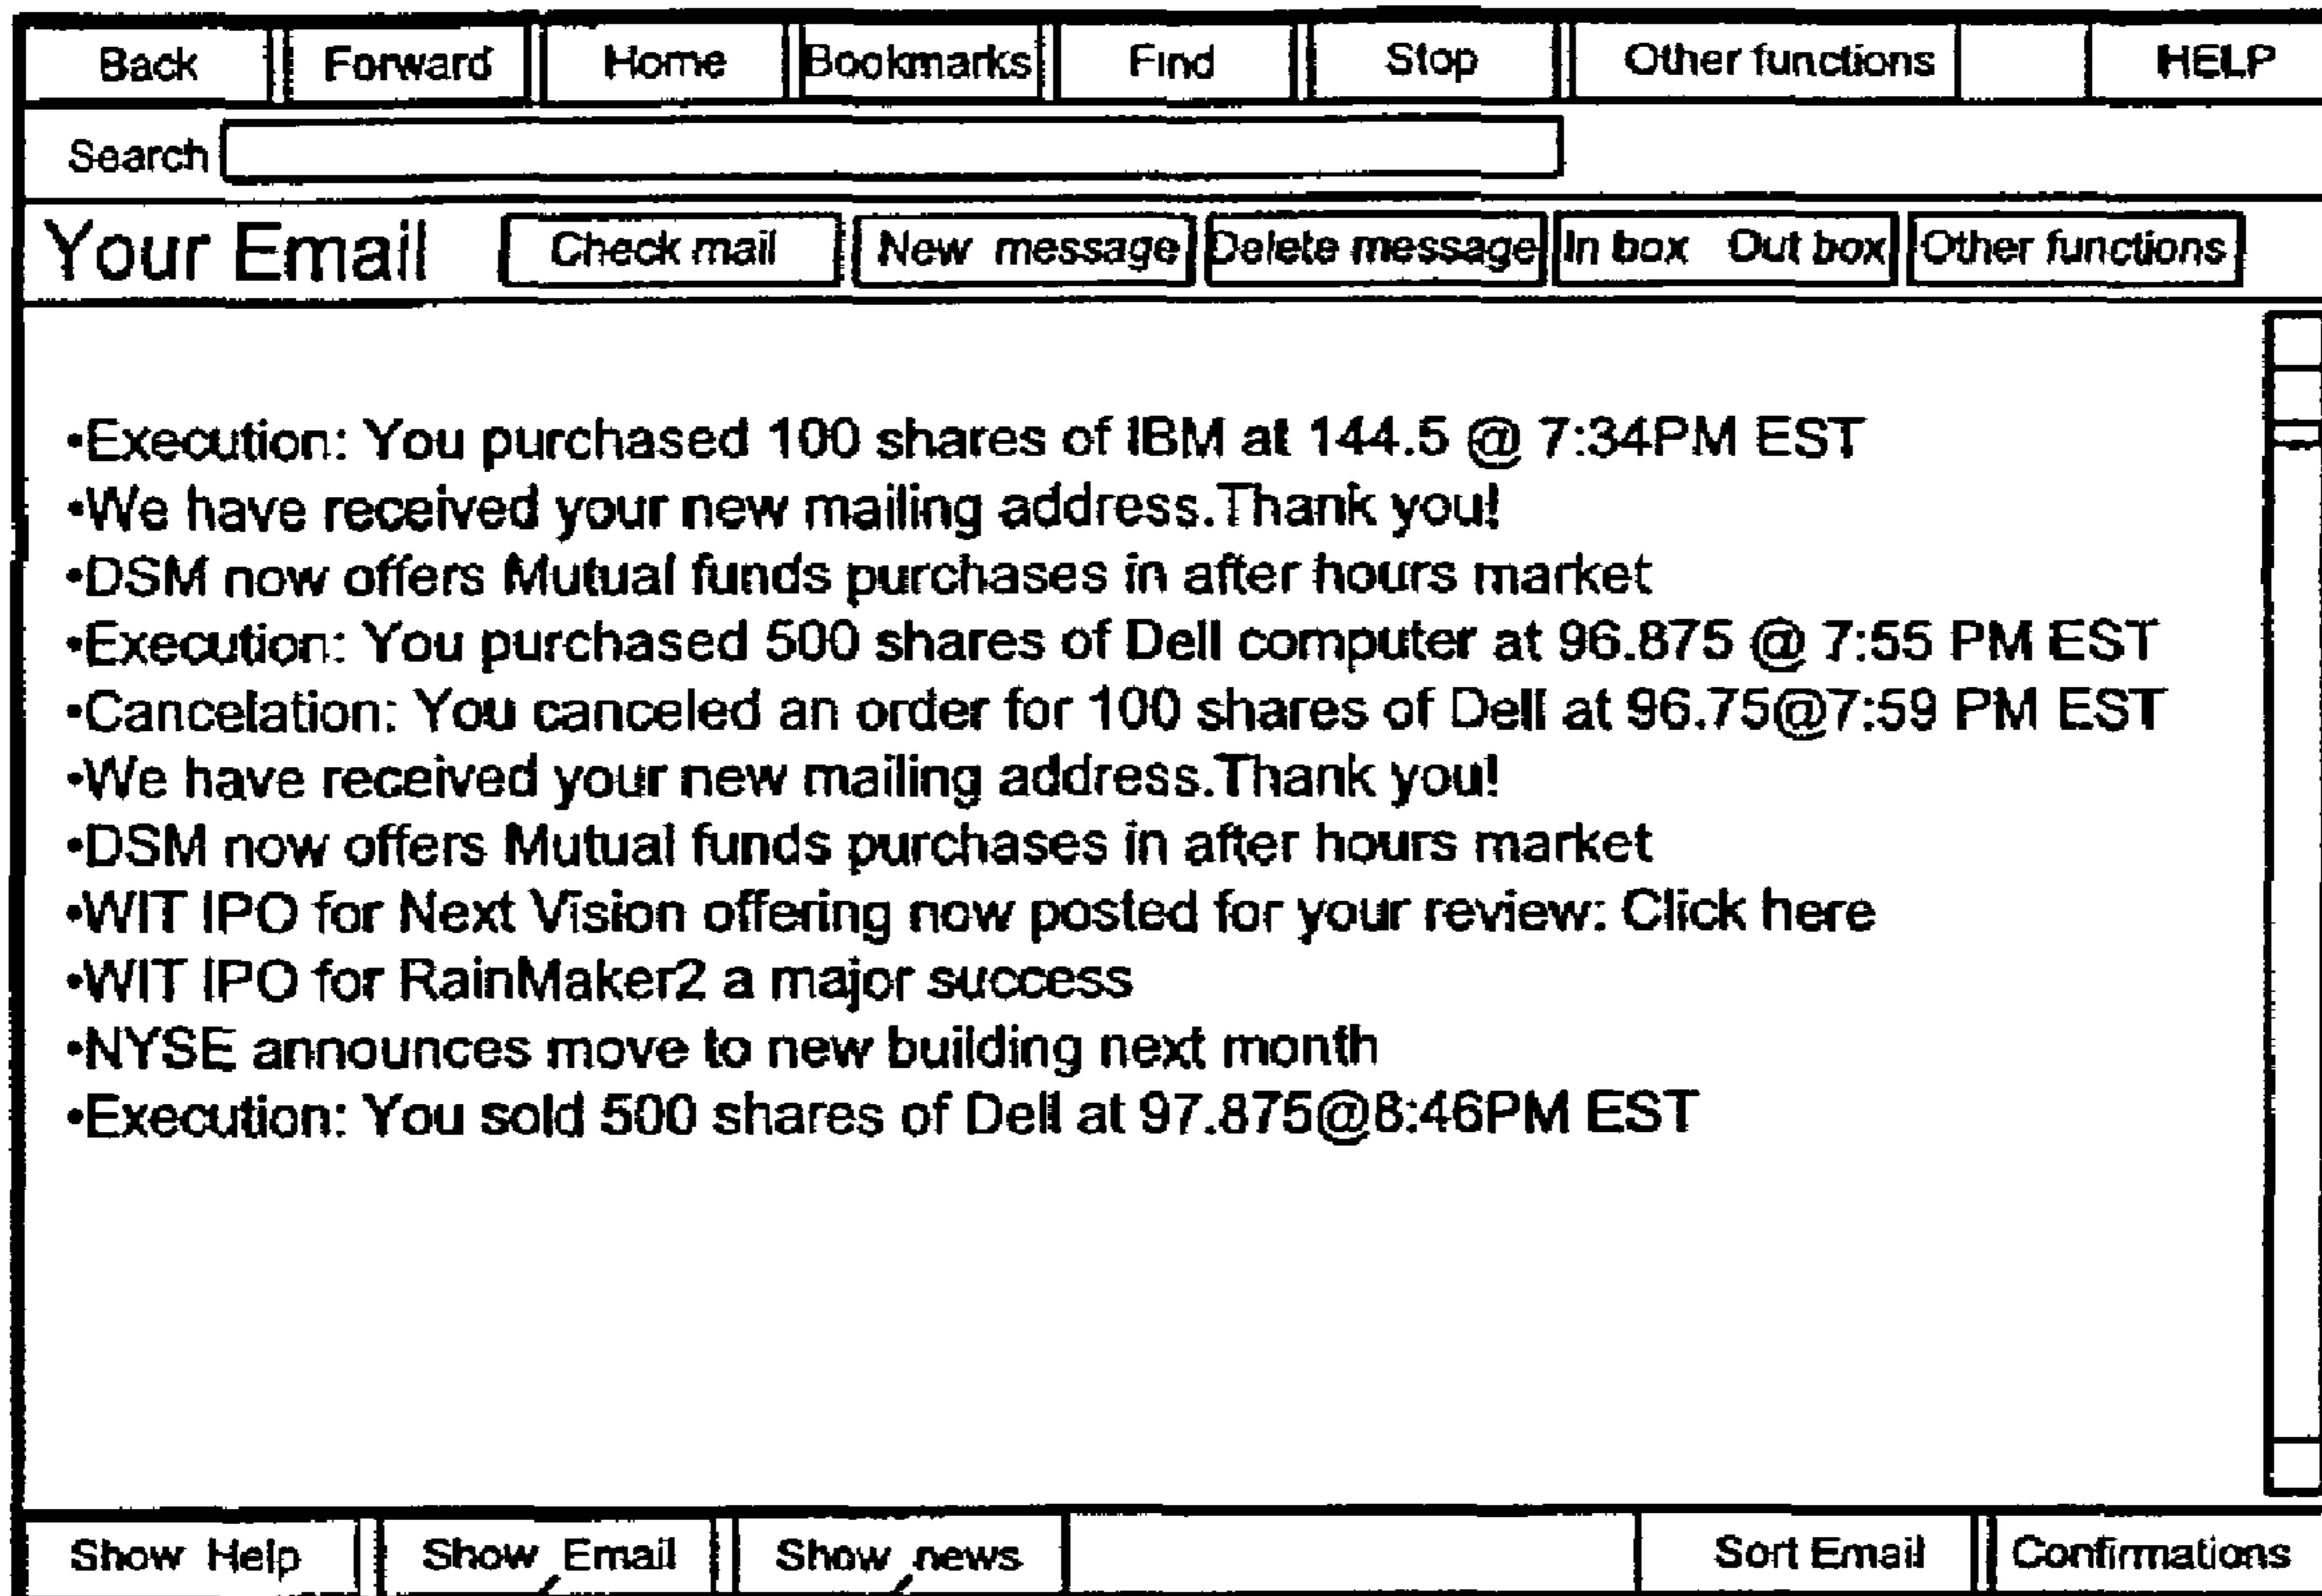 Back Forward Home Bookmarks Find Stop Other functions HELP
Search
Your Email Check mail New message Delete message In box Out box Other functions
•Execution: You purchased 100 shares of IBM at 144.5 @ 7:34PM EST
•We have received your new mailing address.Thank you!
•DSM now offers Mutual funds purchases in after hours market
•Execution: You purchased 500 shares of Dell computer at 96.875 @ 7:55 PM EST
•Cancelation: You canceled an order for 100 shares of Dell at 96.75@7:59 PM EST
•We have received your new mailing address.Thank you!
•DSM now offers Mutual funds purchases in after hours market
•WIT IPO for Next Vision offering now posted for your review: Click here
•WIT IPO for RainMaker2 a major success
•NYSE announces move to new building next month
•Execution: You sold 500 shares of Dell at 97.875@8:46PM EST
Show Help Show Email Show news Sort Email Confirmations